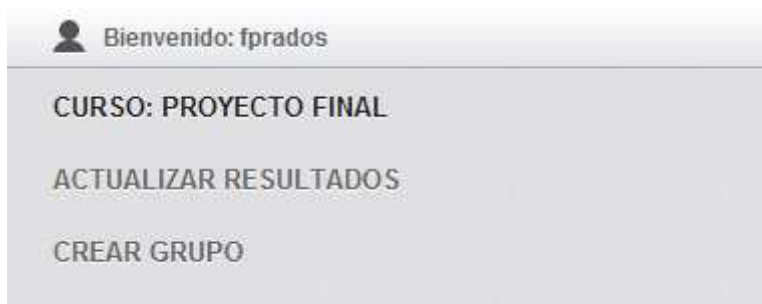 Bienvenido: fprados
CURSO: PROYECTO FINAL
ACTUALIZAR RESULTADOS
CREAR GRUPO